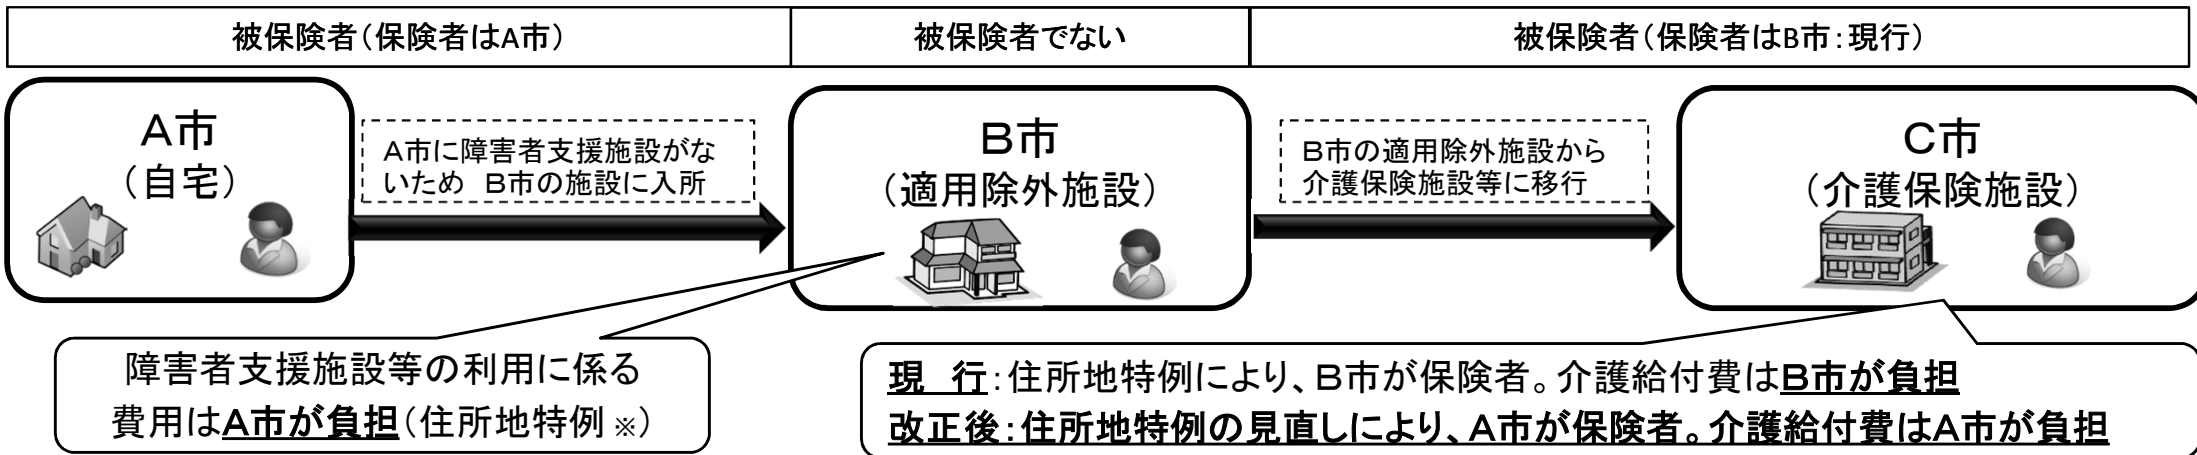 被保険者（保険者はA市）
被保険者でない
被保険者（保険者はB市：現行）
Ａ市
（自宅）
Ａ市に障害者支援施設がな
いため　Ｂ市の施設に入所
Ｂ市
（適用除外施設）
Ｂ市の適用除外施設から
介護保険施設等に移行
Ｃ市
（介護保険施設）
障害者支援施設等の利用に係る
費用はＡ市が負担（住所地特例 ※）
現　行：住所地特例により、Ｂ市が保険者。介護給付費はＢ市が負担
改正後：住所地特例の見直しにより、Ａ市が保険者。介護給付費はＡ市が負担